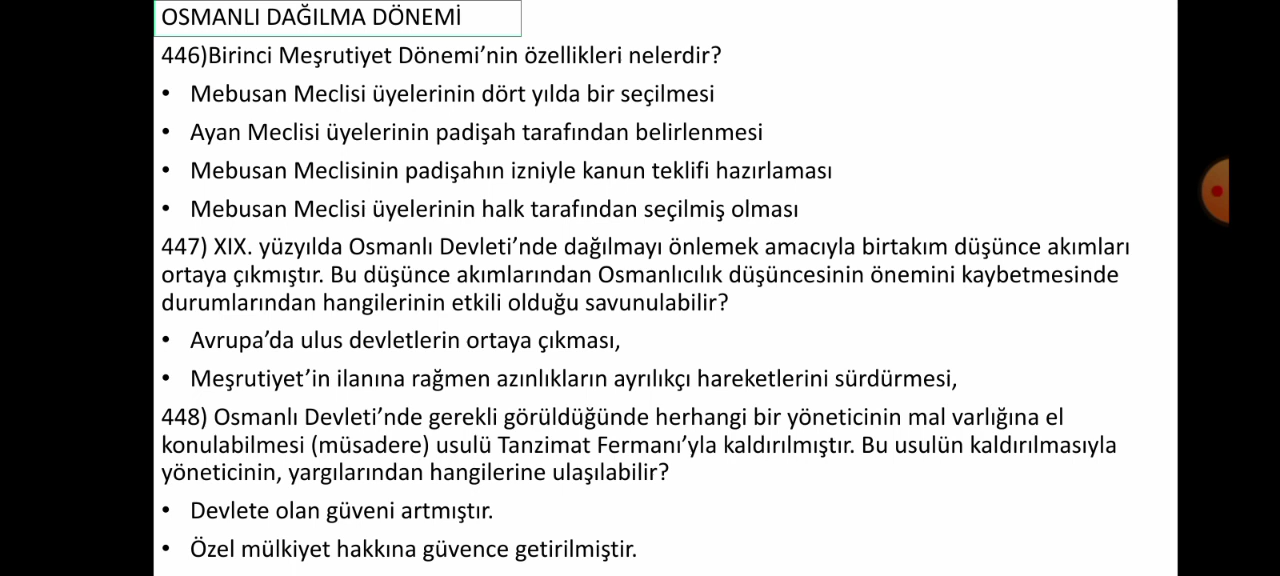 OSMANLI DAĞILMA DÖNEMİ
446)Birinci Meşrutiyet Dönemi’nin özellikleri nelerdir?
• Mebusan Meclisi üyelerinin dört yılda bir seçilmesi
• Ayan Meclisi üyelerinin padişah tarafından belirlenmesi
• Mebusan Meclisinin padişahın izniyle kanun teklifi hazırlaması
• Mebusan Meclisi üyelerinin halk tarafından seçilmiş olması
447) XIX. yüzyılda Osmanlı Devleti’nde dağılmayı önlemek amacıyla birtakım düşünce akımları
ortaya çıkmıştır. Bu düşünce akımlarından Osmanlıcılık düşüncesinin önemini kaybetmesinde
durumlarından hangilerinin etkili olduğu savunulabilir?
• Avrupa’da ulus devletlerin ortaya çıkması,
• Meşrutiyet’in ilanına rağmen azınlıkların ayrılıkçı hareketlerini sürdürmesi,
448) Osmanlı Devleti’nde gerekli görüldüğünde herhangi bir yöneticinin mal varlığına el
konulabilmesi (müsadere) usulü Tanzimat Fermanı’yla kaldırılmıştır. Bu usulün kaldırılmasıyla
yöneticinin, yargılarından hangilerine ulaşılabilir?
• Devlete olan güveni artmıştır.
• Özel mülkiyet hakkına güvence getirilmiştir.